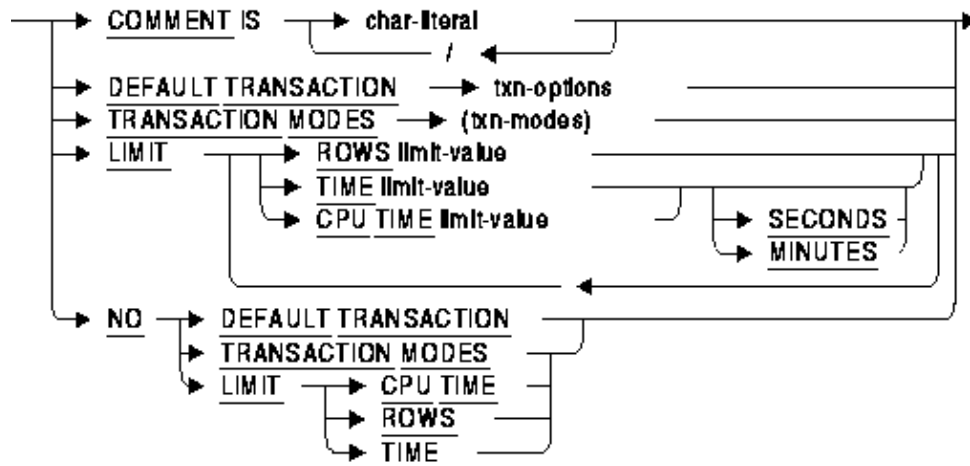 COMMENT IS char-literal
/
DEFAULT TRANSACTION txn-options
TRANSACTION MODES (txn-modes)
LIMIT ROWS limit-value
TIME limit-value
CPU TIME limit-value SECONDS
MINUTES
NO DEFAULT TRANSACTION
TRANSACTION MODES
LIMIT CPU TIME
ROWS
TIME